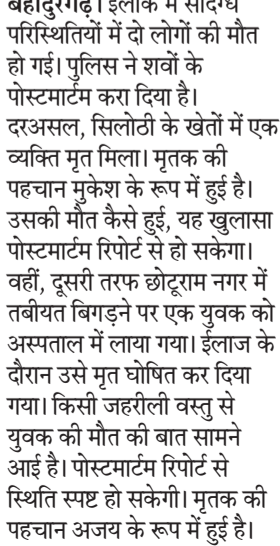 बहादुरगढ़। इलाके में संदिग्ध
परिस्थितियों में दो लोगों की मौत
हो गई। पुलिस ने शवों के
पोस्टमार्टम करा दिया है।
दरअसल, सिलोठी के खेतों में एक
व्यक्ति मृत मिला। मृतक की
पहचान मुकेश के रूप में हुई है।
उसकी मौत कैसे हुई, यह खुलासा
पोस्टमार्टम रिपोर्ट से हो सकेगा।
वहीं, दूसरी तरफ छोटूराम नगर में
तबीयत बिगड़ने पर एक युवक को
अस्पताल में लाया गया। ईलाज के
दौरान उसे मृत घोषित कर दिया
गया। किसी जहरीली वस्तु से
युवक की मौत की बात सामने
आई है। पोस्टमार्टम रिपोर्ट से
स्थिति स्पष्ट हो सकेगी। मृतक की
पहचान अजय के रूप में हुई है।